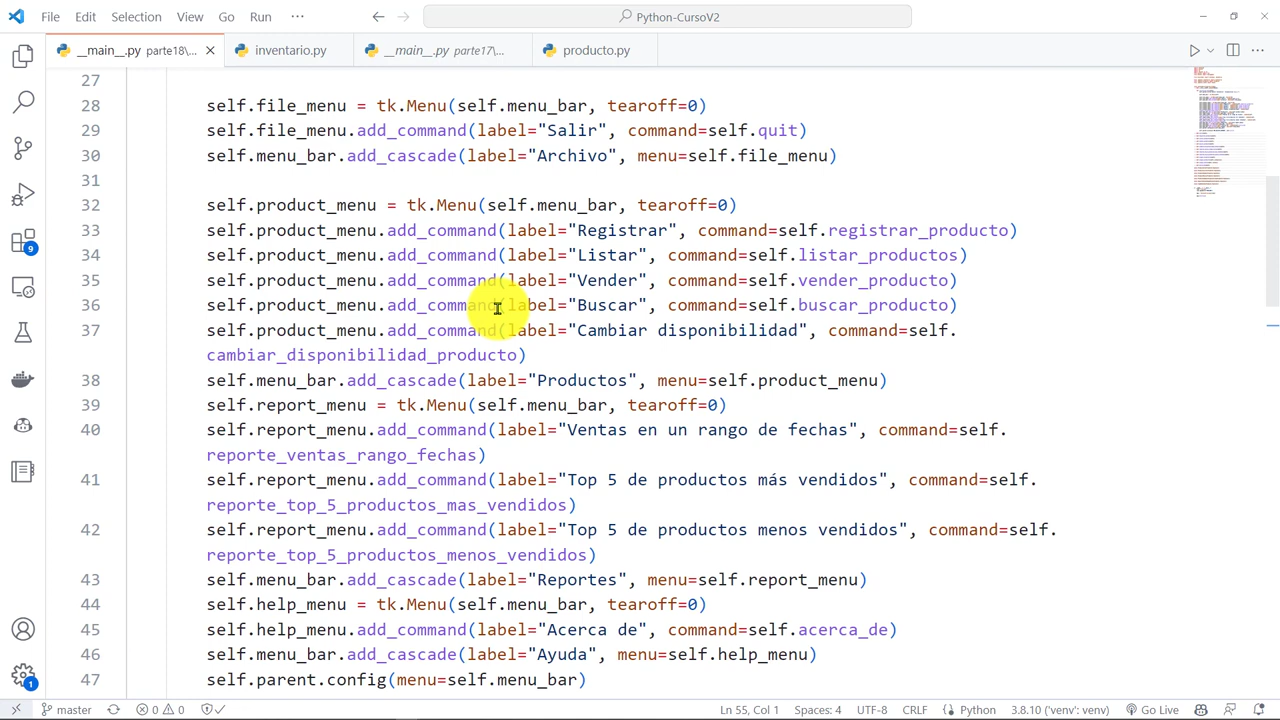 File Edit Selection View Go Run ··· Python-CursoV2
__main__.py parte18\... inventario.py __main__.py parte17\... producto.py
27
28 self.file_menu = tk.Menu(self.menu_bar, tearoff=0)
29 self.file_menu.add_command(label="Salir", command=self.quit)
30 self.menu_bar.add_cascade(label="Archivo", menu=self.file_menu)
31
32 self.product_menu = tk.Menu(self.menu_bar, tearoff=0)
33 self.product_menu.add_command(label="Registrar", command=self.registrar_producto)
34 self.product_menu.add_command(label="Listar", command=self.listar_productos)
35 self.product_menu.add_command(label="Vender", command=self.vender_producto)
36 self.product_menu.add_command(label="Buscar", command=self.buscar_producto)
37 self.product_menu.add_command(label="Cambiar disponibilidad", command=self.
cambiar_disponibilidad_producto)
38 self.menu_bar.add_cascade(label="Productos", menu=self.product_menu)
39 self.report_menu = tk.Menu(self.menu_bar, tearoff=0)
40 self.report_menu.add_command(label="Ventas en un rango de fechas", command=self.
reporte_ventas_rango_fechas)
41 self.report_menu.add_command(label="Top 5 de productos más vendidos", command=self.
reporte_top_5_productos_mas_vendidos)
42 self.report_menu.add_command(label="Top 5 de productos menos vendidos", command=self.
reporte_top_5_productos_menos_vendidos)
43 self.menu_bar.add_cascade(label="Reportes", menu=self.report_menu)
44 self.help_menu = tk.Menu(self.menu_bar, tearoff=0)
45 self.help_menu.add_command(label="Acerca de", command=self.acerca_de)
46 self.menu_bar.add_cascade(label="Ayuda", menu=self.help_menu)
47 self.parent.config(menu=self.menu_bar)
9
1
master 0 0 Ln 55, Col 1 Spaces: 4 UTF-8 CRLF Python 3.8.10 ('venv': venv) Go Live